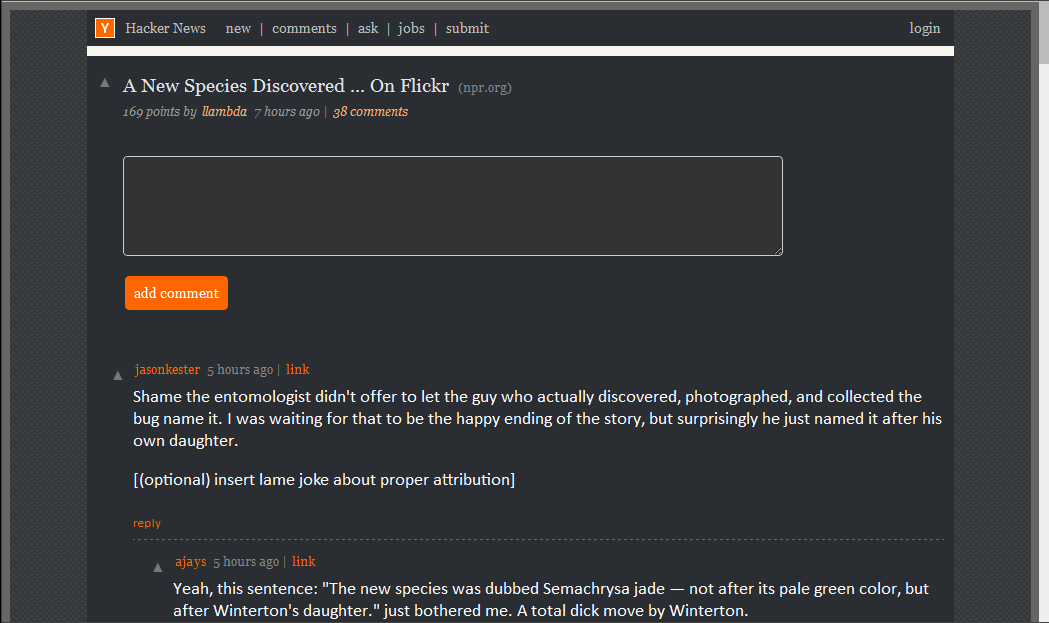 Y Hacker News new | comments | ask | jobs | submit login
▲ A New Species Discovered ... On Flickr (npr.org)
169 points by llambda 7 hours ago | 38 comments
add comment
▲ jasonkester 5 hours ago | link
Shame the entomologist didn't offer to let the guy who actually discovered, photographed, and collected the
bug name it. I was waiting for that to be the happy ending of the story, but surprisingly he just named it after his
own daughter.
[(optional) insert lame joke about proper attribution]
reply
▲ ajays 5 hours ago | link
Yeah, this sentence: "The new species was dubbed Semachrysa jade — not after its pale green color, but
after Winterton's daughter." just bothered me. A total dick move by Winterton.